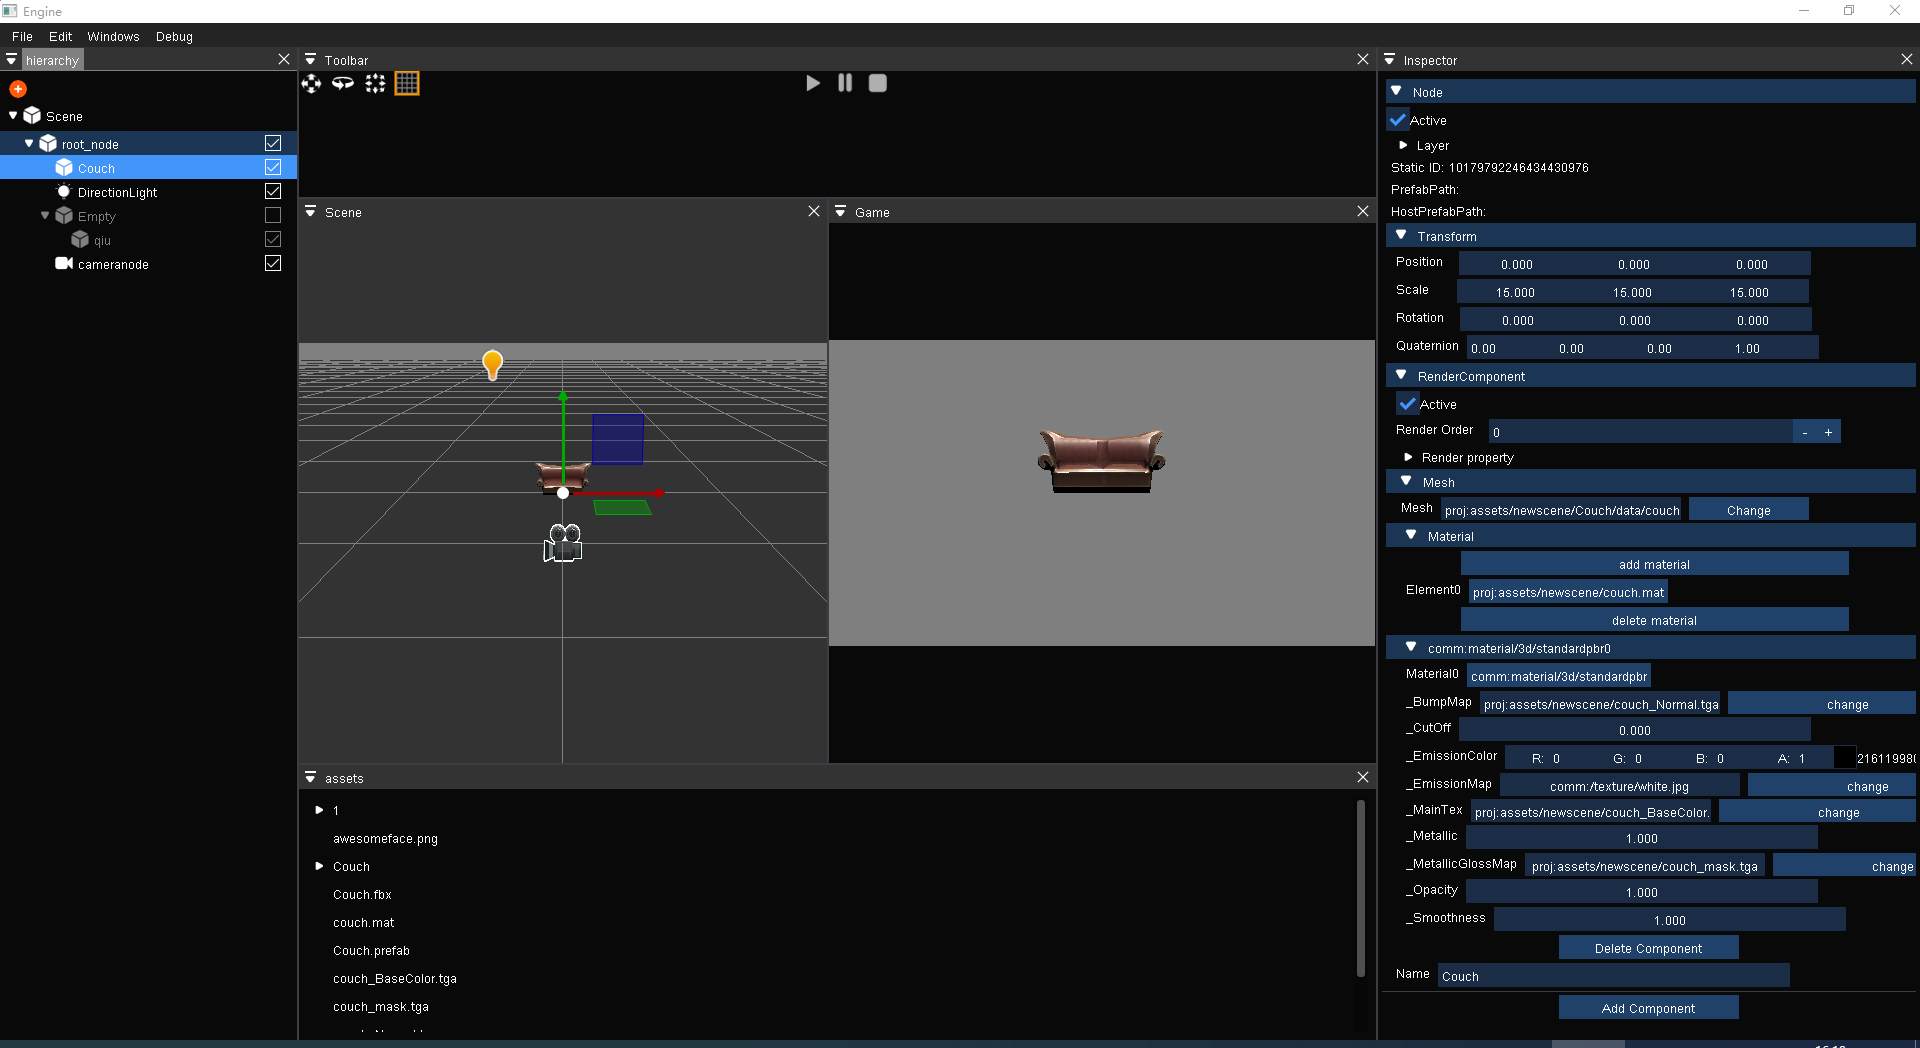 Engine
File Edit Windows Debug
hierarchy
Scene
root_node
Couch
DirectionLight
Empty
qiu
cameranode
Toolbar
Scene
Game
assets
1
awesomeface.png
Couch
Couch.fbx
couch.mat
Couch.prefab
couch_BaseColor.tga
couch_mask.tga
Inspector
Node
Active
Layer
Static ID: 10179792246434430976
PrefabPath:
HostPrefabPath:
Transform
Position 0.000 0.000 0.000
Scale 15.000 15.000 15.000
Rotation 0.000 0.000 0.000
Quaternion 0.00 0.00 0.00 1.00
RenderComponent
Active
Render Order 0 - +
Render property
Mesh
Mesh proj:assets/newscene/Couch/data/couch Change
Material
add material
Element0 proj:assets/newscene/couch.mat
delete material
comm:material/3d/standardpbr0
Material0 comm:material/3d/standardpbr
_BumpMap proj:assets/newscene/couch_Normal.tga change
_CutOff 0.000
_EmissionColor R: 0 G: 0 B: 0 A: 1
_EmissionMap comm:/texture/white.jpg change
_MainTex proj:assets/newscene/couch_BaseColor. change
_Metallic 1.000
_MetallicGlossMap proj:assets/newscene/couch_mask.tga change
_Opacity 1.000
_Smoothness 1.000
Delete Component
Name Couch
Add Component